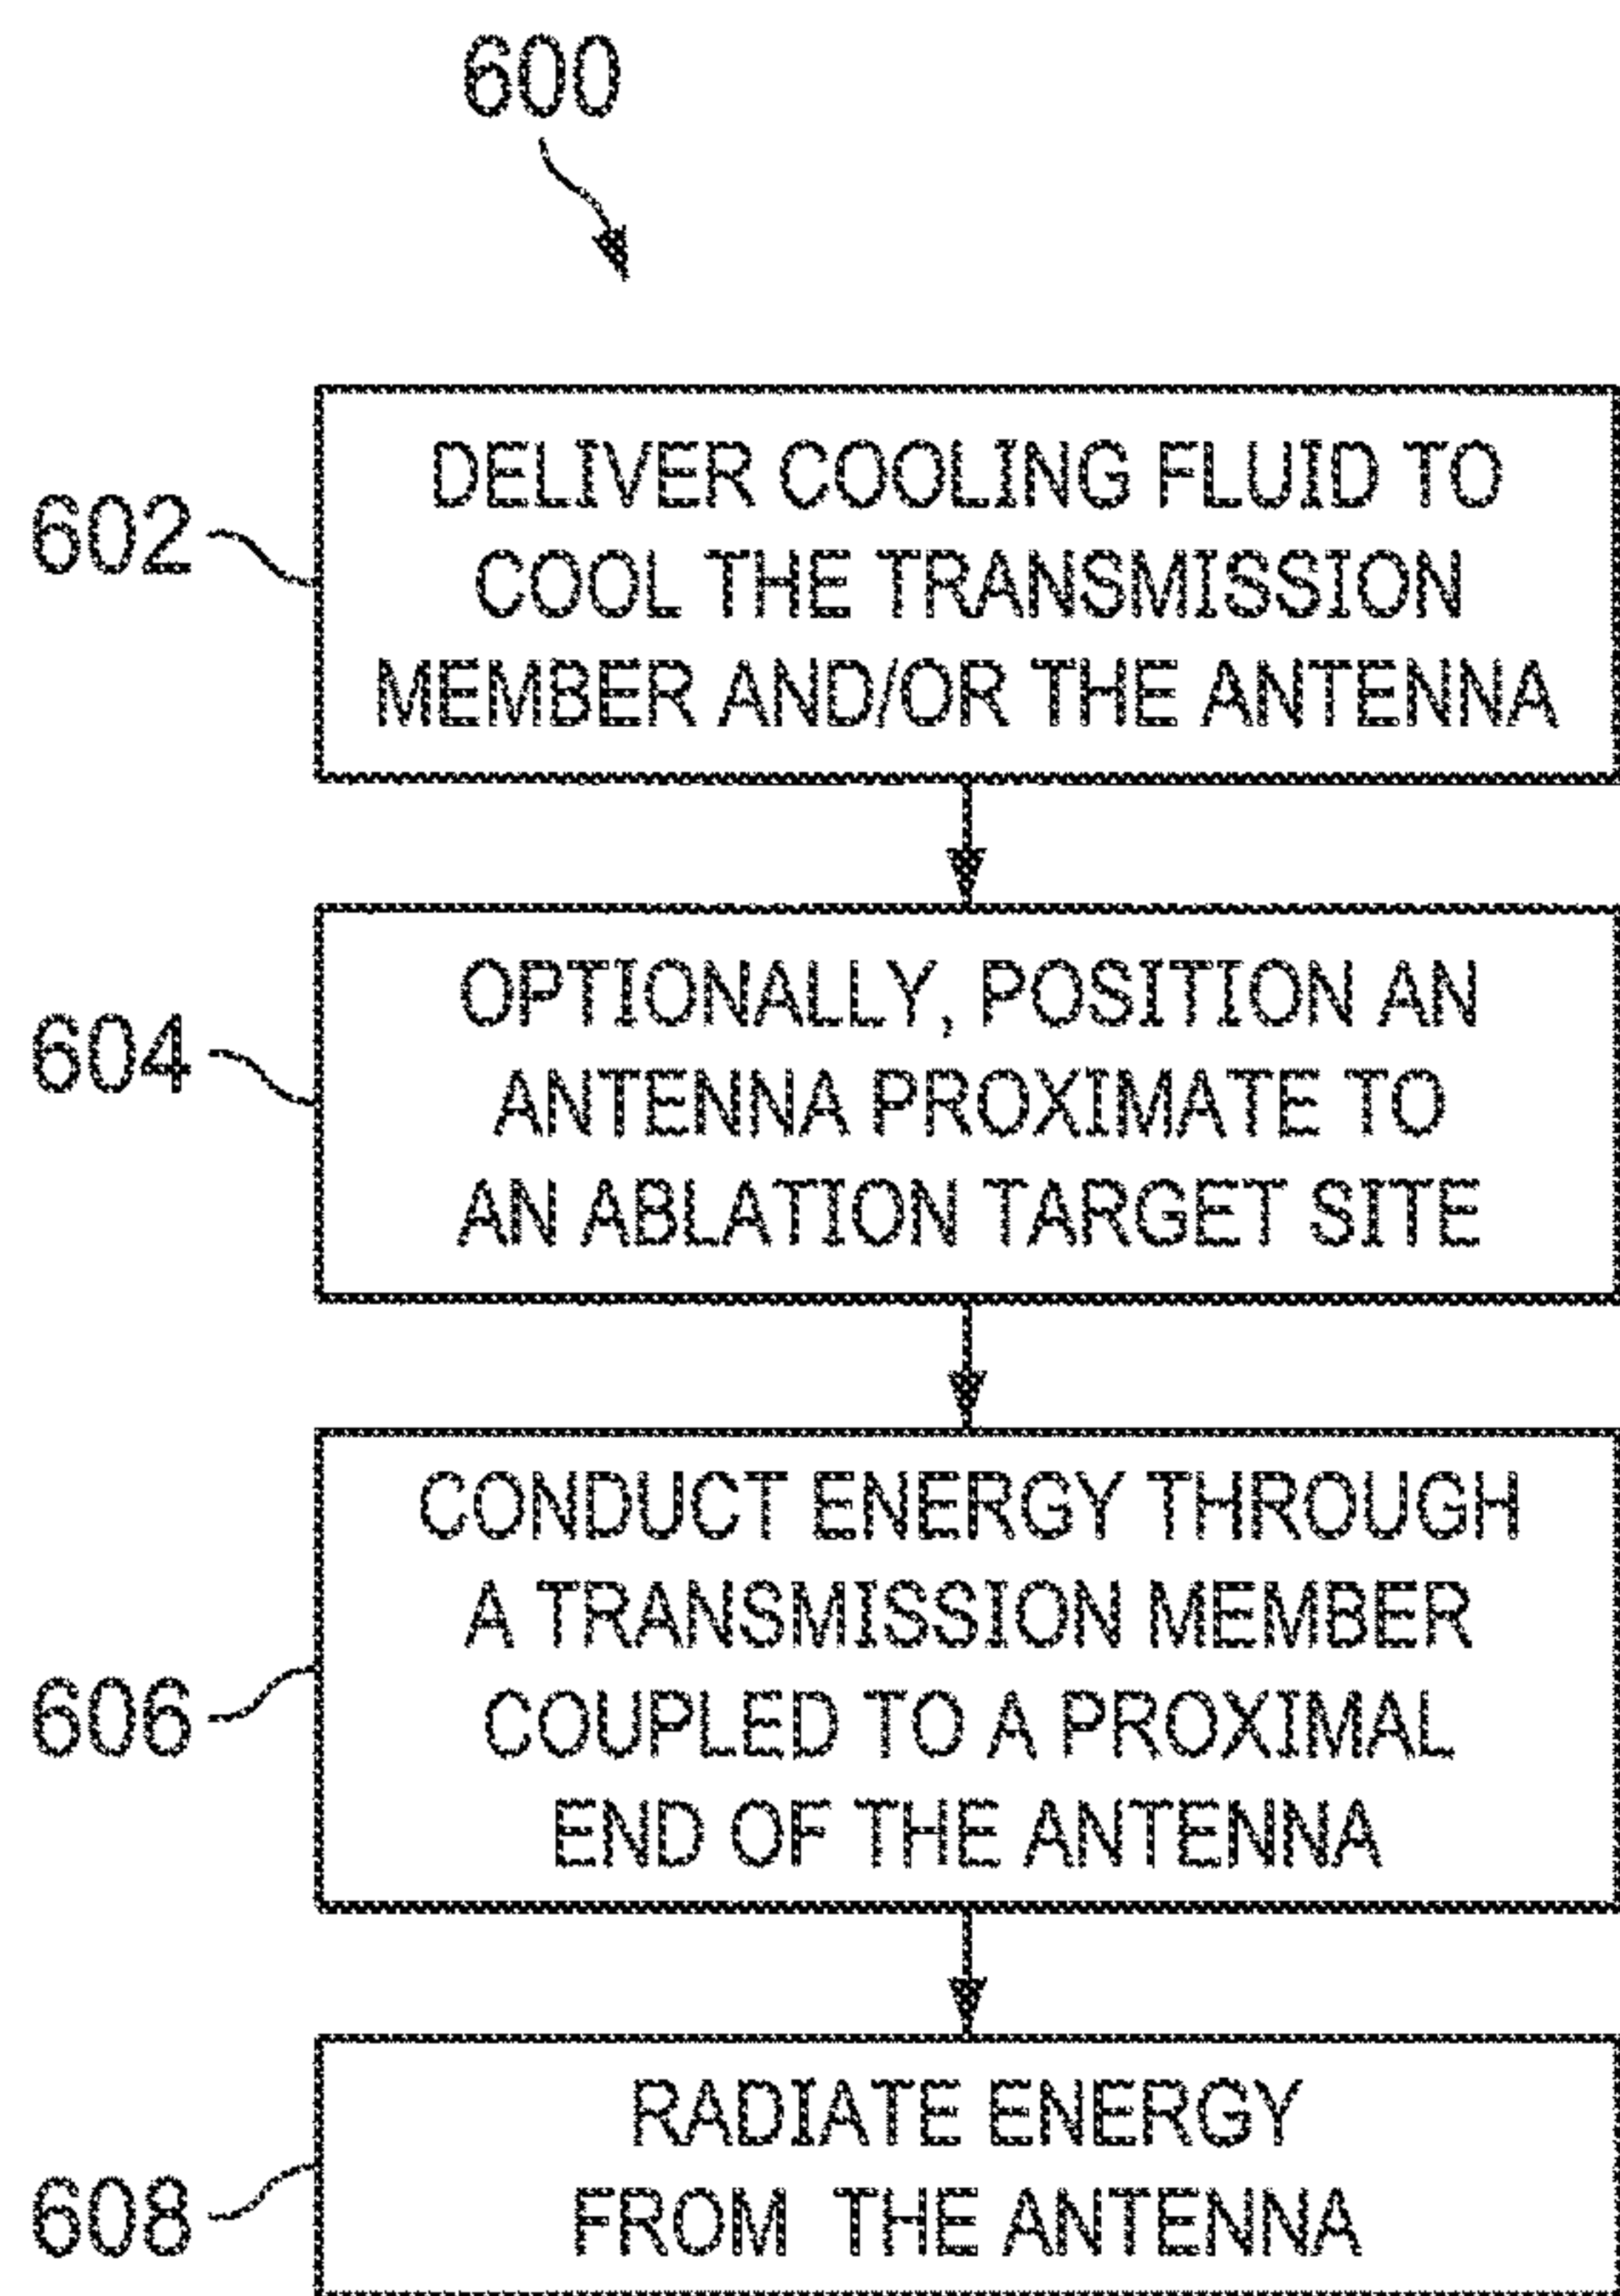 600
602
DELIVER COOLING FLUID TO
COOL THE TRANSMISSION
MEMBER AND/OR THE ANTENNA
604
OPTIONALLY, POSITION AN
ANTENNA PROXIMATE TO
AN ABLATION TARGET SITE
606
CONDUCT ENERGY THROUGH
A TRANSMISSION MEMBER
COUPLED TO A PROXIMAL
END OF THE ANTENNA
608
RADIATE ENERGY
FROM THE ANTENNA